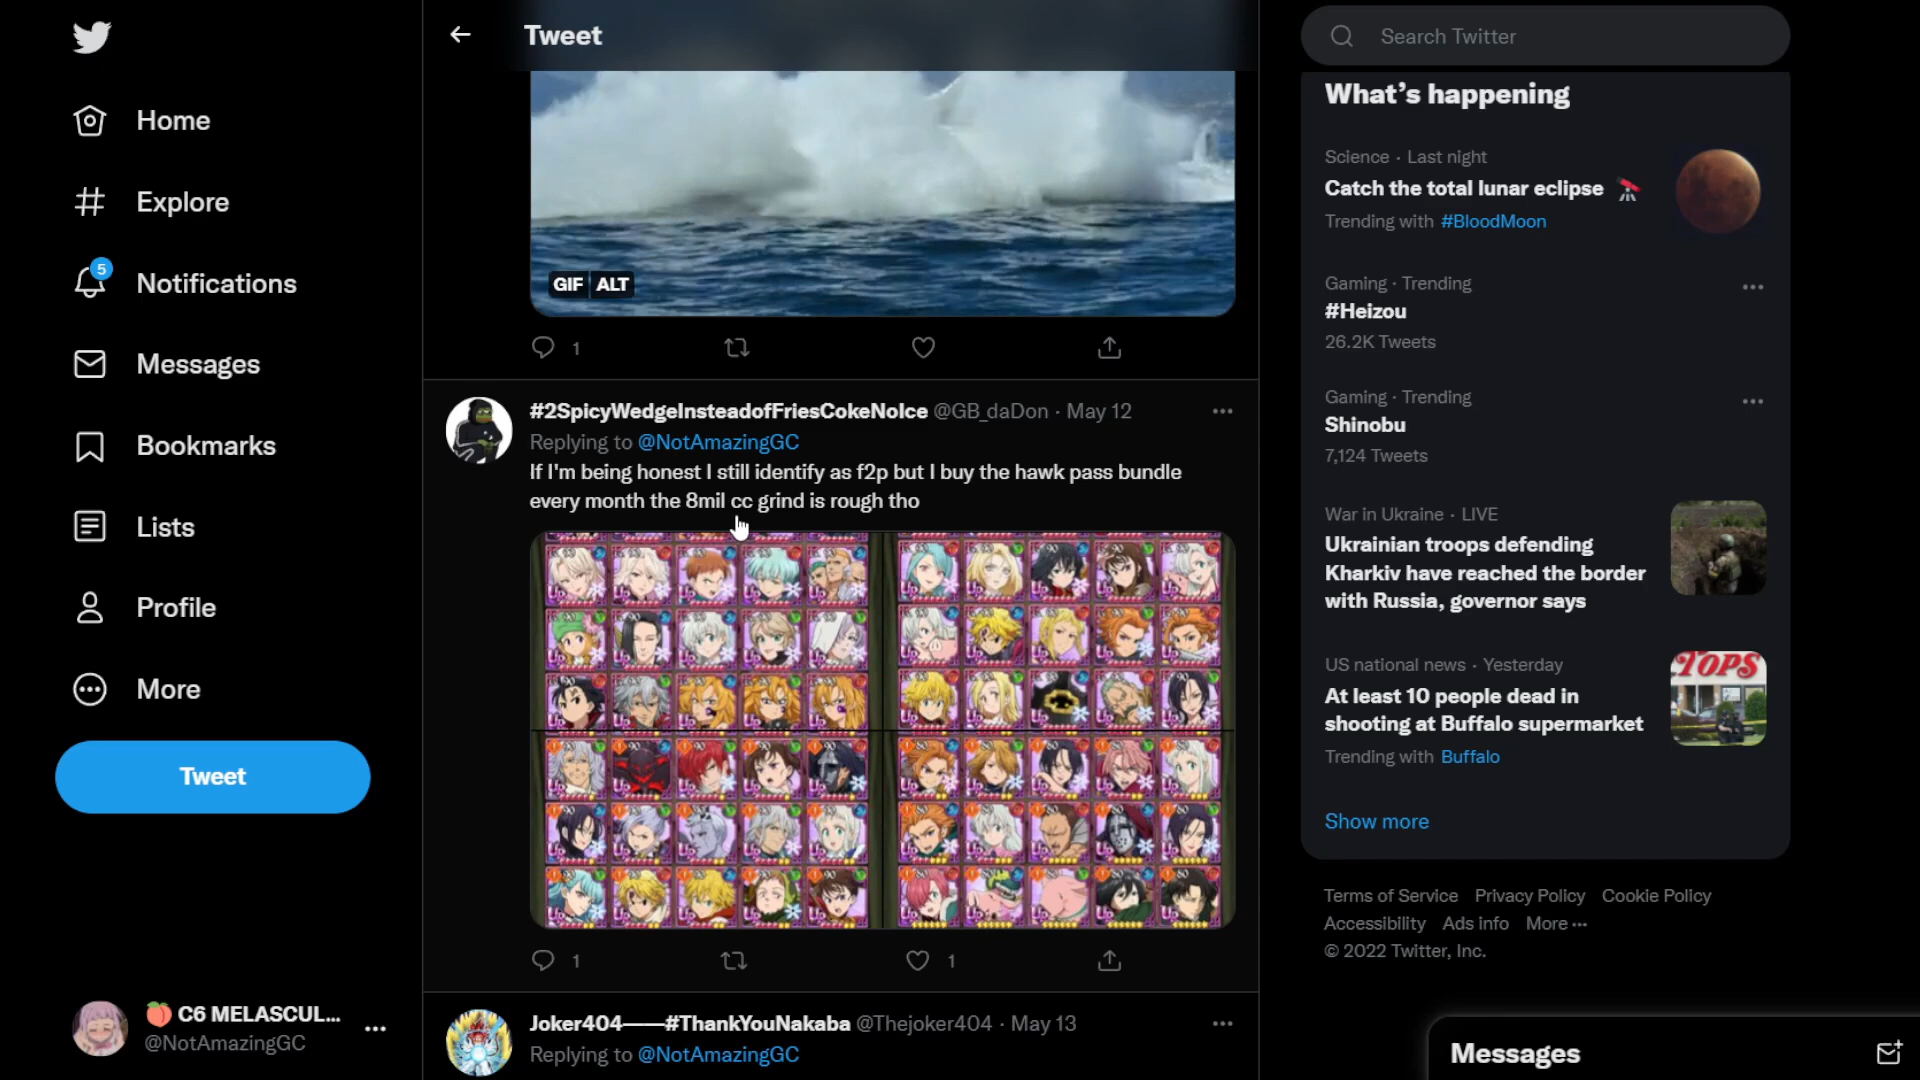 Home
Explore
5
Notifications
Messages
Bookmarks
Lists
Profile
More
Tweet
🍑 C6 MELASCUL...
@NotAmazingGC
Tweet
GIF ALT
1
#2SpicyWedgeInsteadofFriesCokeNoIce @GB_daDon · May 12
Replying to @NotAmazingGC
If I'm being honest I still identify as f2p but I buy the hawk pass bundle
every month the 8mil cc grind is rough tho
1
1
Joker404——#ThankYouNakaba @Thejoker404 · May 13
Replying to @NotAmazingGC
Search Twitter
What's happening
Science · Last night
Catch the total lunar eclipse
Trending with #BloodMoon
Gaming · Trending
#Heizou
26.2K Tweets
Gaming · Trending
Shinobu
7,124 Tweets
War in Ukraine · LIVE
Ukrainian troops defending
Kharkiv have reached the border
with Russia, governor says
US national news · Yesterday
At least 10 people dead in
shooting at Buffalo supermarket
Trending with Buffalo
TOPS
Show more
Terms of Service Privacy Policy Cookie Policy
Accessibility Ads info More ···
© 2022 Twitter, Inc.
Messages